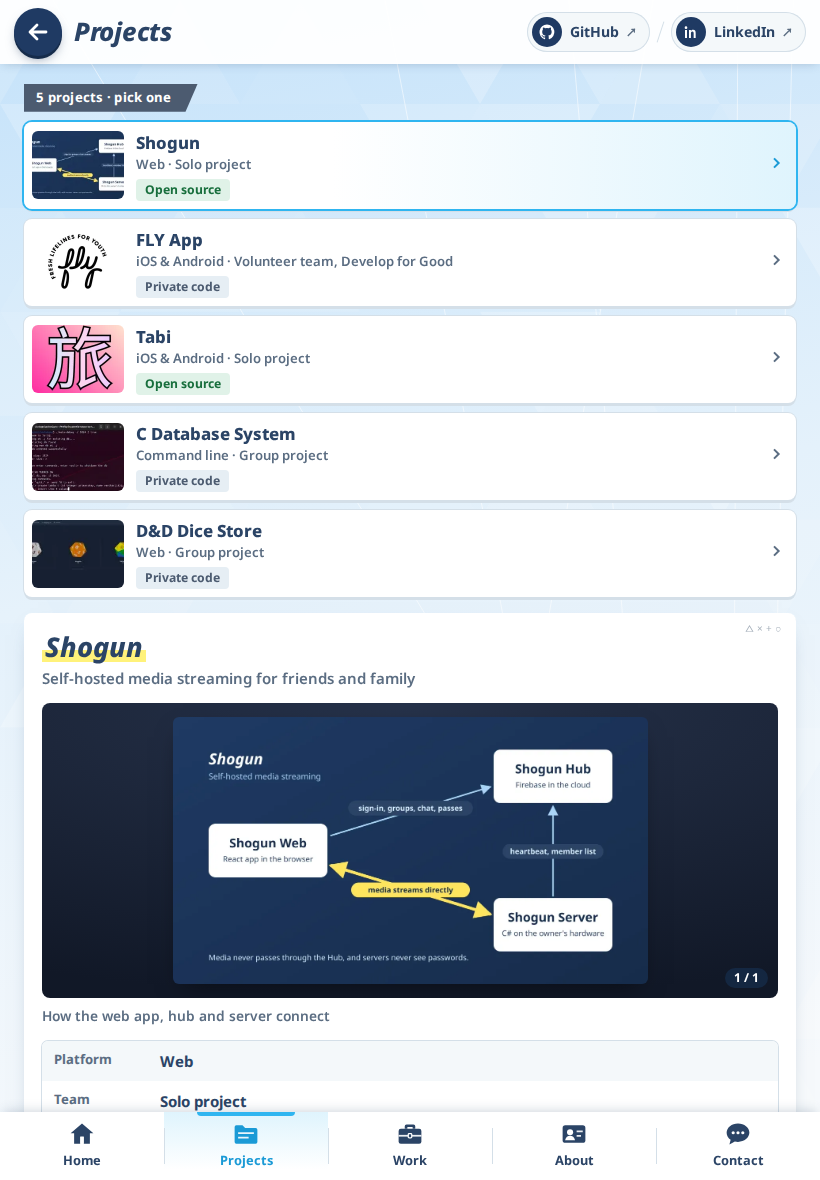 Projects
GitHub ↗
LinkedIn ↗
5 projects · pick one
Shogun
Web · Solo project
Open source
FRESH LIFELINES FOR YOUTH
fly
FLY App
iOS & Android · Volunteer team, Develop for Good
Private code
旅
Tabi
iOS & Android · Solo project
Open source
C Database System
Command line · Group project
Private code
D&D Dice Store
Web · Group project
Private code
Shogun
Self-hosted media streaming for friends and family
Shogun
Self-hosted media streaming
Shogun Hub
Firebase in the cloud
sign-in, groups, chat, passes
Shogun Web
React app in the browser
heartbeat, member list
media streams directly
Shogun Server
C# on the owner's hardware
Media never passes through the Hub, and servers never see passwords.
1 / 1
How the web app, hub and server connect
Platform Web
Team Solo project
Home
Projects
Work
About
Contact